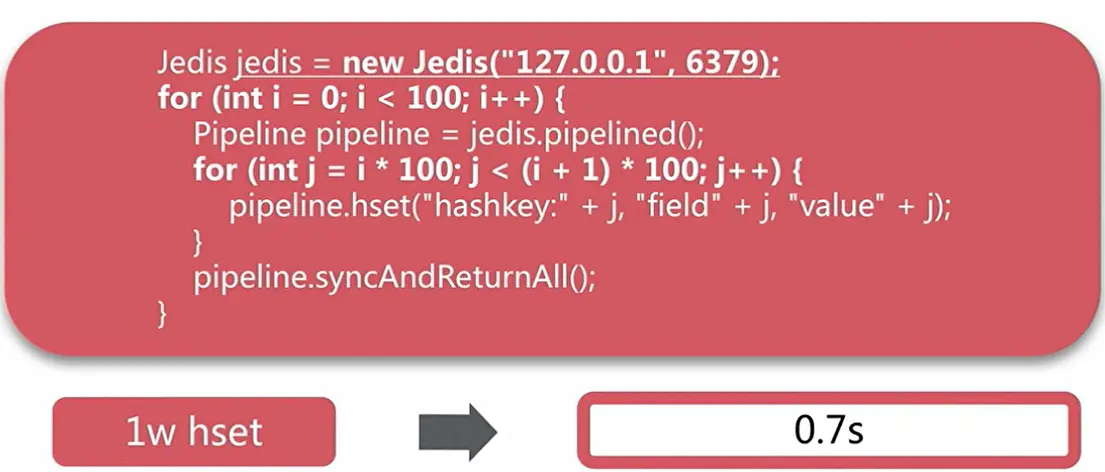 Jedis jedis = new Jedis("127.0.0.1", 6379);
for (int i = 0; i < 100; i++) {
    Pipeline pipeline = jedis.pipelined();
    for (int j = i * 100; j < (i + 1) * 100; j++) {
        pipeline.hset("hashkey:" + j, "field" + j, "value" + j);
    }
    pipeline.syncAndReturnAll();
}
1w hset
0.7s